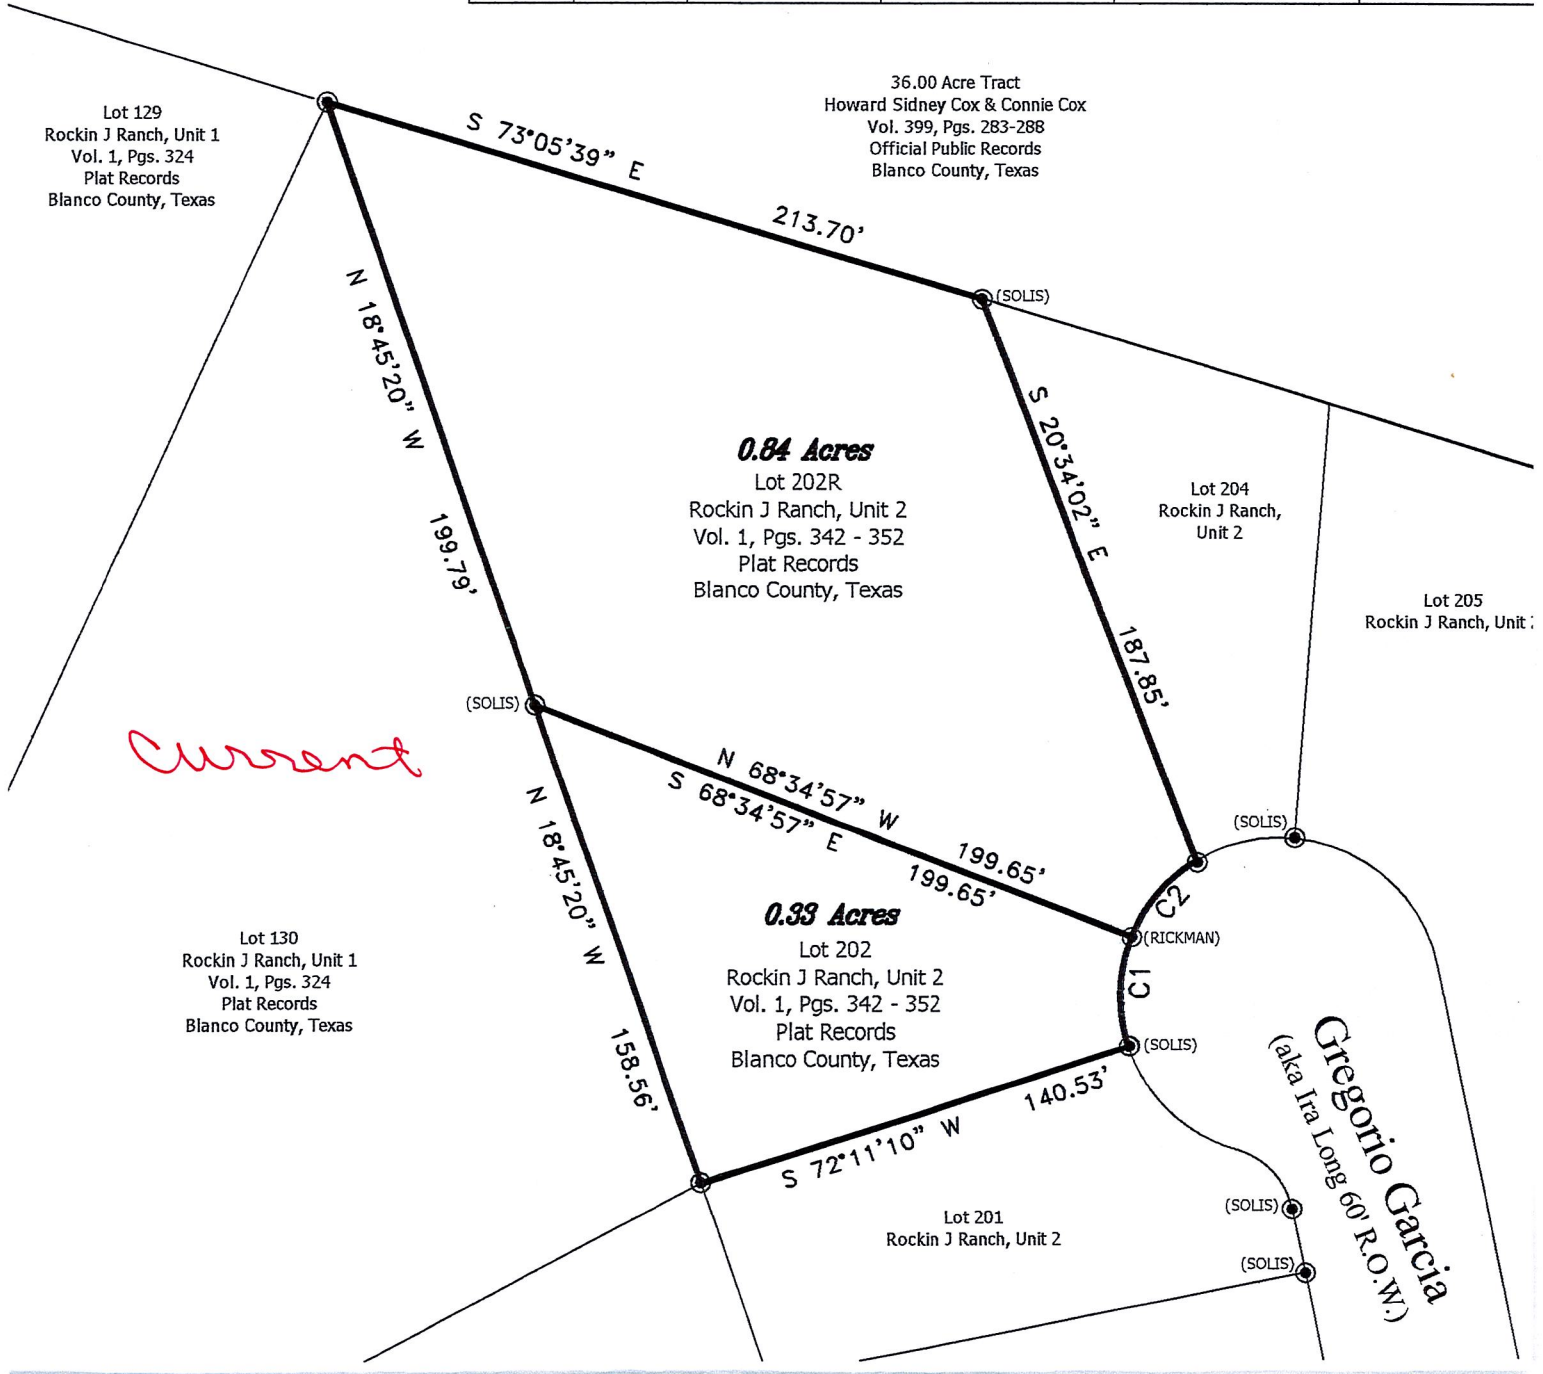 36.00 Acre Tract
Howard Sidney Cox & Connie Cox
Vol. 399, Pgs. 283-288
Official Public Records
Blanco County, Texas
Lot 129
Rockin J Ranch, Unit 1
Vol. 1, Pgs. 324
Plat Records
Blanco County, Texas
S 73°05'39" E
213.70'
(SOLIS)
N 18°45'20" W
199.79'
S 20°34'02" E
187.85'
0.84 Acres
Lot 202R
Rockin J Ranch, Unit 2
Vol. 1, Pgs. 342 - 352
Plat Records
Blanco County, Texas
Lot 204
Rockin J Ranch,
Unit 2
Lot 205
Rockin J Ranch, Unit
(SOLIS)
Current
N 68°34'57" W
199.65'
S 68°34'57" E
199.65'
(SOLIS)
C2
(RICKMAN)
C1
(SOLIS)
N 18°45'20" W
158.56'
0.33 Acres
Lot 202
Rockin J Ranch, Unit 2
Vol. 1, Pgs. 342 - 352
Plat Records
Blanco County, Texas
Lot 130
Rockin J Ranch, Unit 1
Vol. 1, Pgs. 324
Plat Records
Blanco County, Texas
S 72°11'10" W
140.53'
Gregorio Garcia
(aka Ira Long 60' R.O.W.)
Lot 201
Rockin J Ranch, Unit 2
(SOLIS)
(SOLIS)